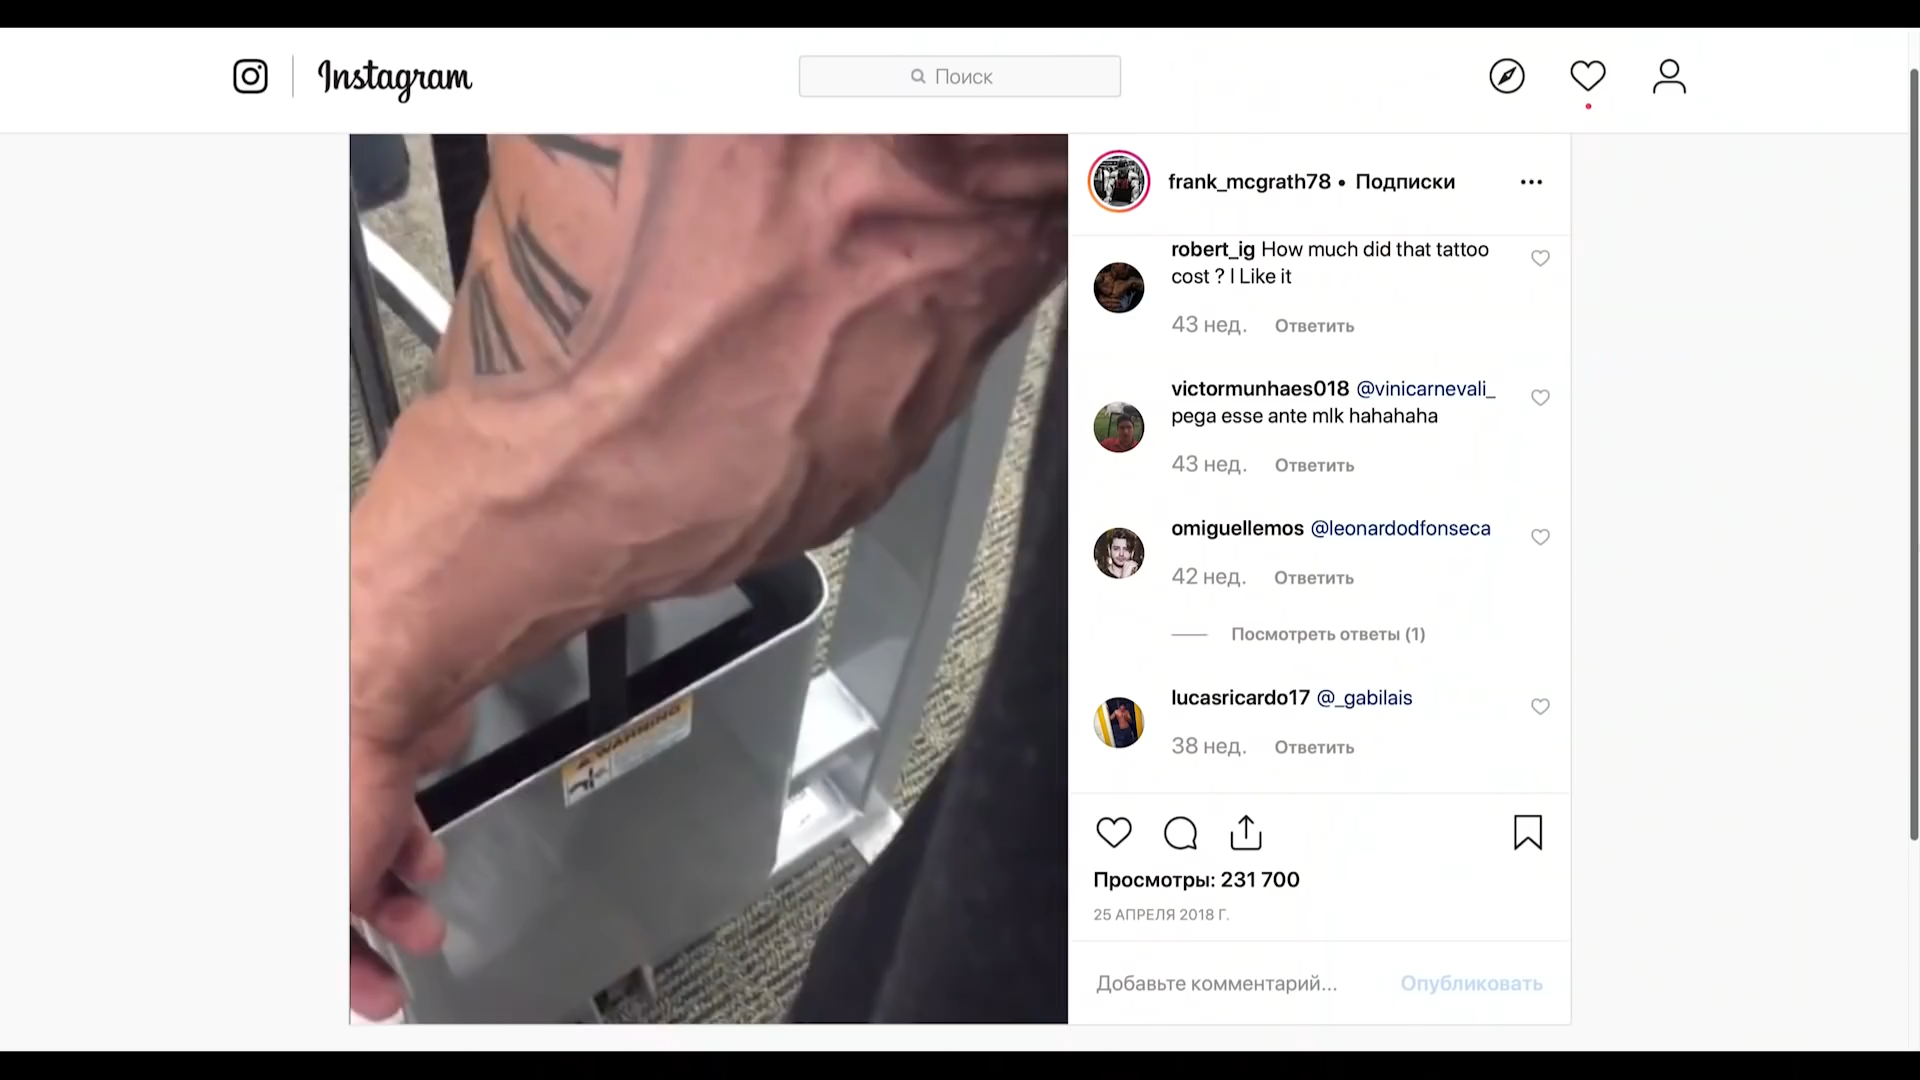 Instagram
Поиск
frank_mcgrath78 • Подписки
robert_ig How much did that tattoo
cost ? I Like it
43 нед. Ответить
victormunhaes018 @vinicarnevali_
pega esse ante mlk hahahaha
43 нед. Ответить
omiguellemos @leonardodfonseca
42 нед. Ответить
Посмотреть ответы (1)
lucasricardo17 @_gabilais
38 нед. Ответить
WARNING
Просмотры: 231 700
25 АПРЕЛЯ 2018 Г.
Добавьте комментарий... Опубликовать